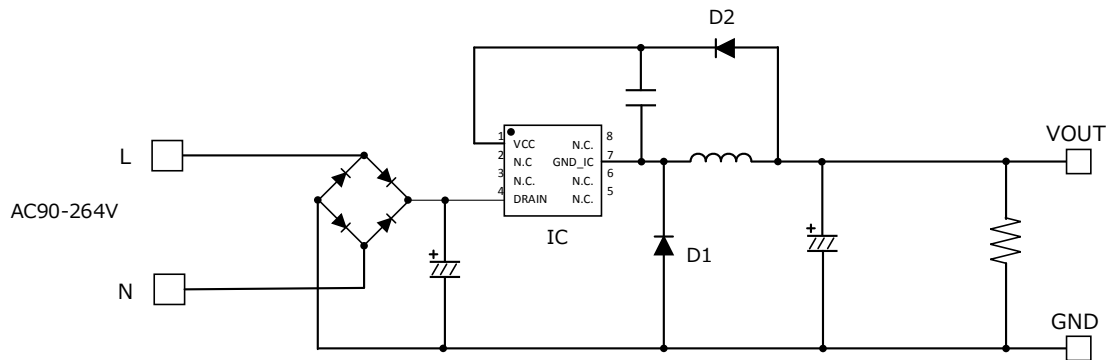 D2
L
AC90-264V
N
1 VCC N.C. 8
2 N.C GND_IC 7
3 N.C. N.C. 6
4 DRAIN N.C. 5
IC
+
D1
+
VOUT
GND